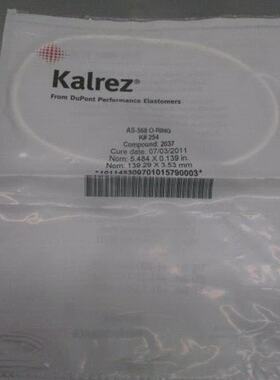 Kalrez®
From DuPont Performance Elastomers
AS-568 O-RING
K# 254
Compound: 2037
Cure date: 07/03/2011
Nom: 5.484 X 0.139 in.
Nom: 139.29 X 3.53 mm
*101145309701015790003*